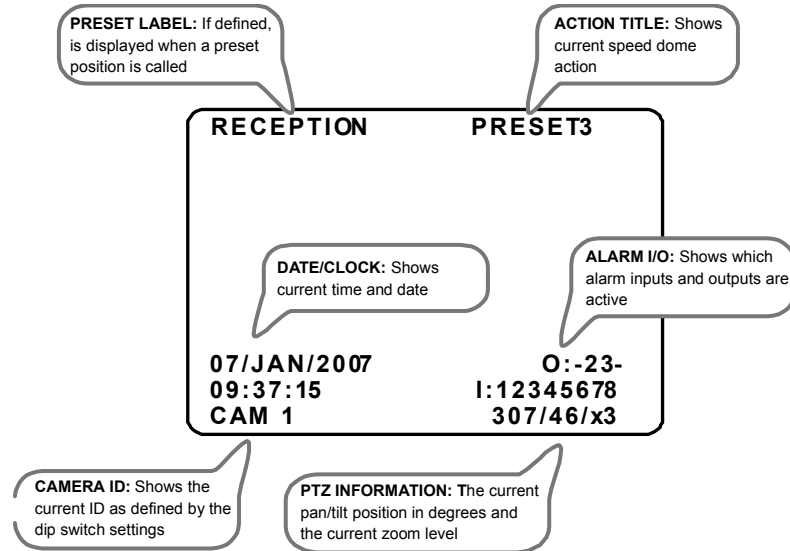 PRESET LABEL: If defined,
is displayed when a preset
position is called
ACTION TITLE: Shows
current speed dome
action
RECEPTION
PRESET3
DATE/CLOCK: Shows
current time and date
ALARM I/O: Shows which
alarm inputs and outputs are
active
07/JAN/2007
O:-23-
09:37:15
I:12345678
CAM 1
307/46/x3
CAMERA ID: Shows the
current ID as defined by the
dip switch settings
PTZ INFORMATION: The current
pan/tilt position in degrees and
the current zoom level